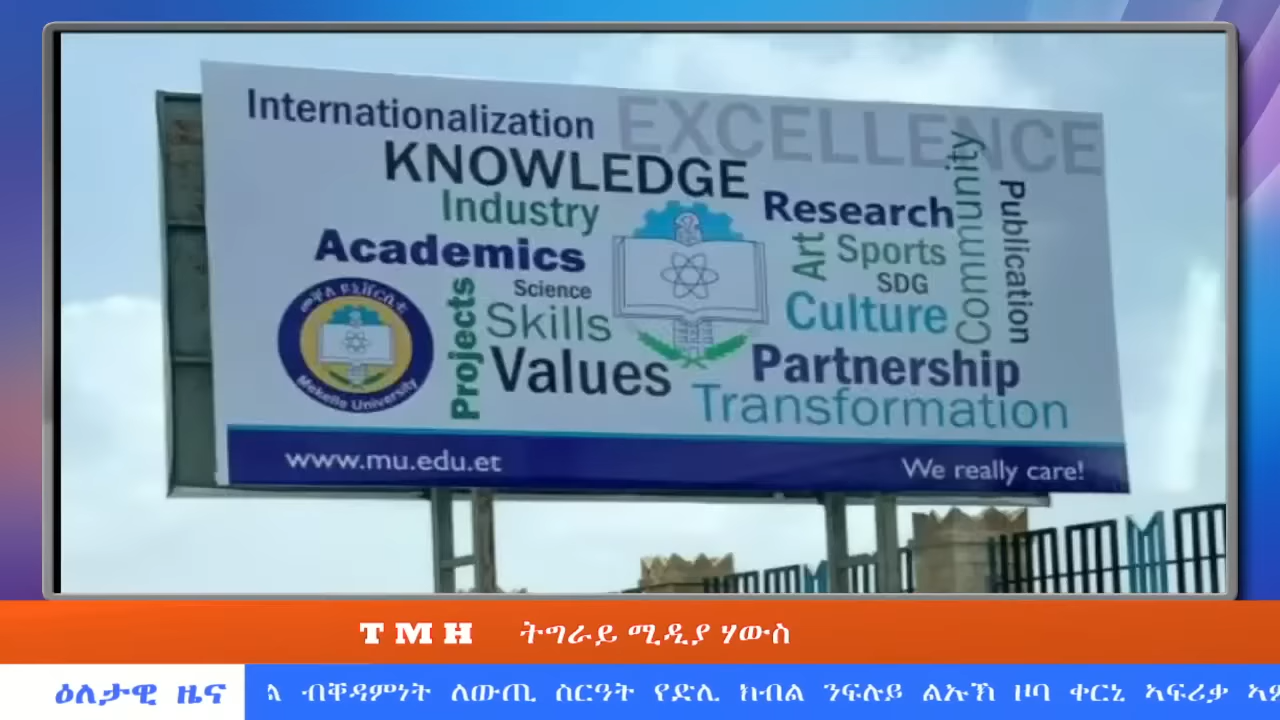 Internationalization
EXCELLENCE
KNOWLEDGE
Industry
Research
Community
Publication
Academics
Art
Sports
Science
SDG
Projects
Skills
Culture
Values
Partnership
Transformation
መቐለ ዩኒቨርሲቲ
Mekelle University
www.mu.edu.et
We really care!
TMH ትግራይ ሚዲያ ሃውስ
ዕለታዊ ዜና
ል ብቐዳምነት ለውጢ ስርዓት የድሊ ክብል ንፍሉይ ልኡኽ ዞባ ቀርኒ ኣፍሪቃ